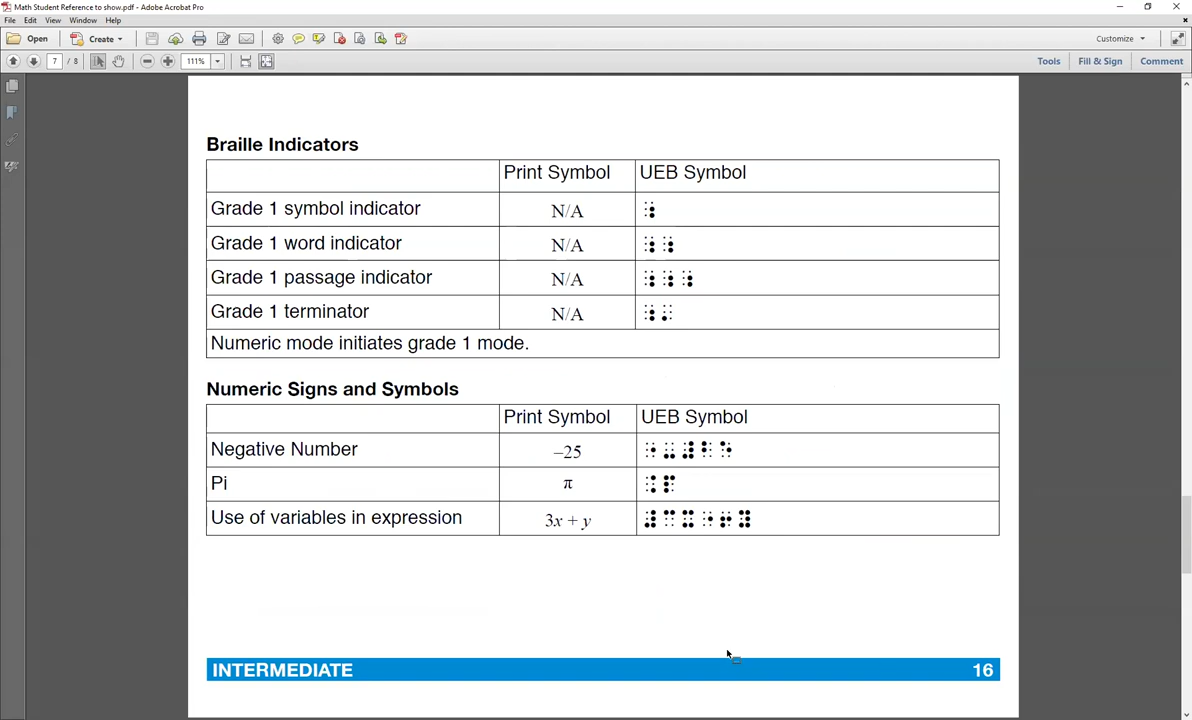 Math Student Reference to show.pdf - Adobe Acrobat Pro
File Edit View Window Help
Open Create Customize
7 / 8 111% Tools Fill & Sign Comment
Braille Indicators
Print Symbol UEB Symbol
Grade 1 symbol indicator N/A ⠰
Grade 1 word indicator N/A ⠰⠰
Grade 1 passage indicator N/A ⠰⠰⠰
Grade 1 terminator N/A ⠰⠄
Numeric mode initiates grade 1 mode.
Numeric Signs and Symbols
Print Symbol UEB Symbol
Negative Number –25 ⠐⠤⠼⠃⠑
Pi π ⠨⠏
Use of variables in expression 3x + y ⠼⠉⠭⠐⠖⠽
INTERMEDIATE 16